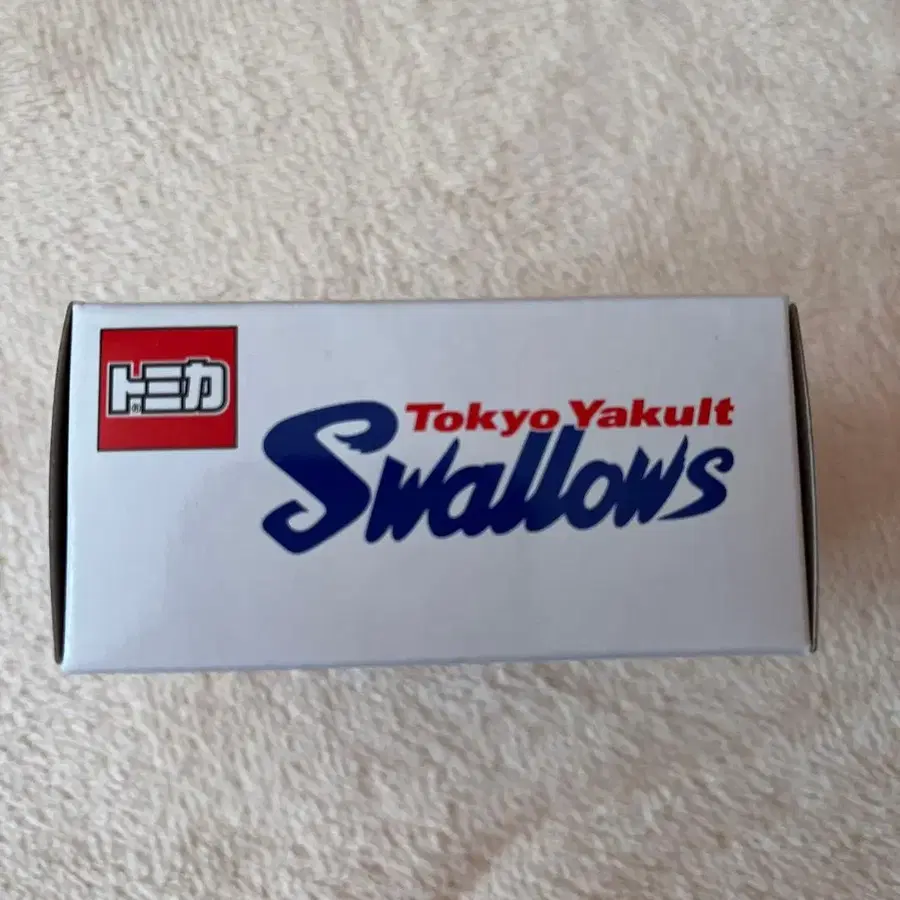 トミカ
®
Tokyo Yakult
Swallows